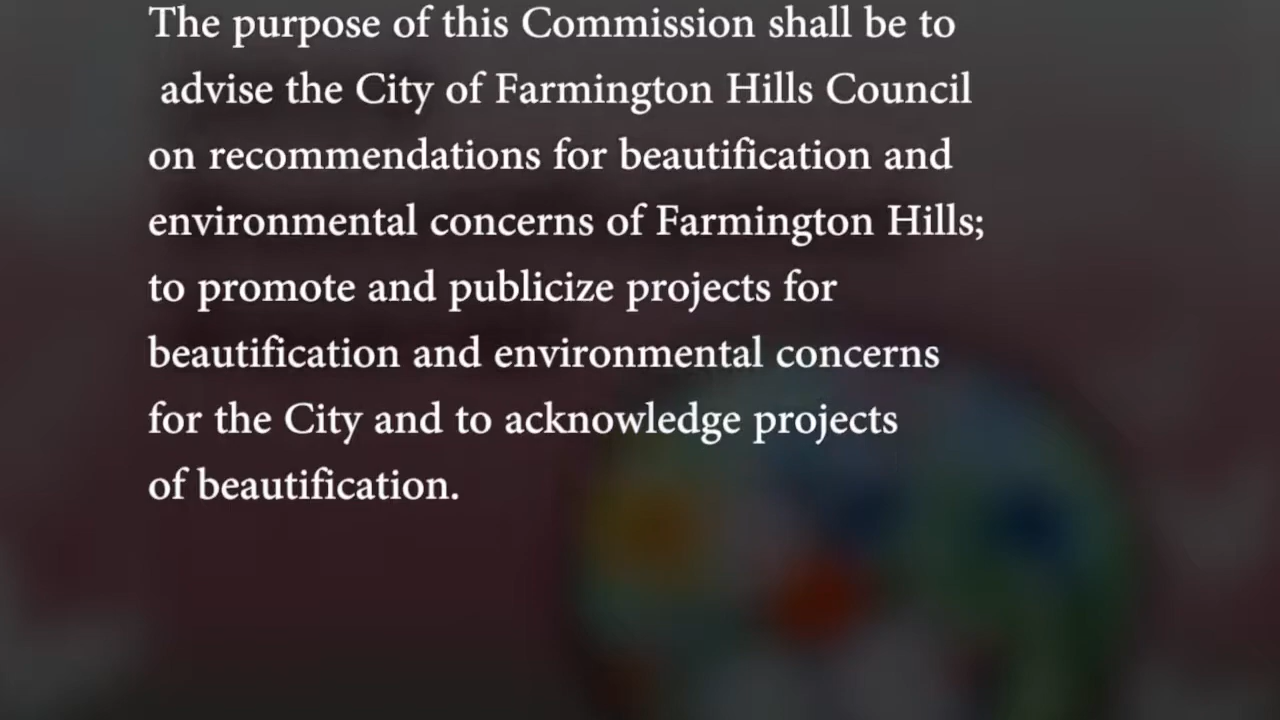 The purpose of this Commission shall be to
advise the City of Farmington Hills Council
on recommendations for beautification and
environmental concerns of Farmington Hills;
to promote and publicize projects for
beautification and environmental concerns
for the City and to acknowledge projects
of beautification.